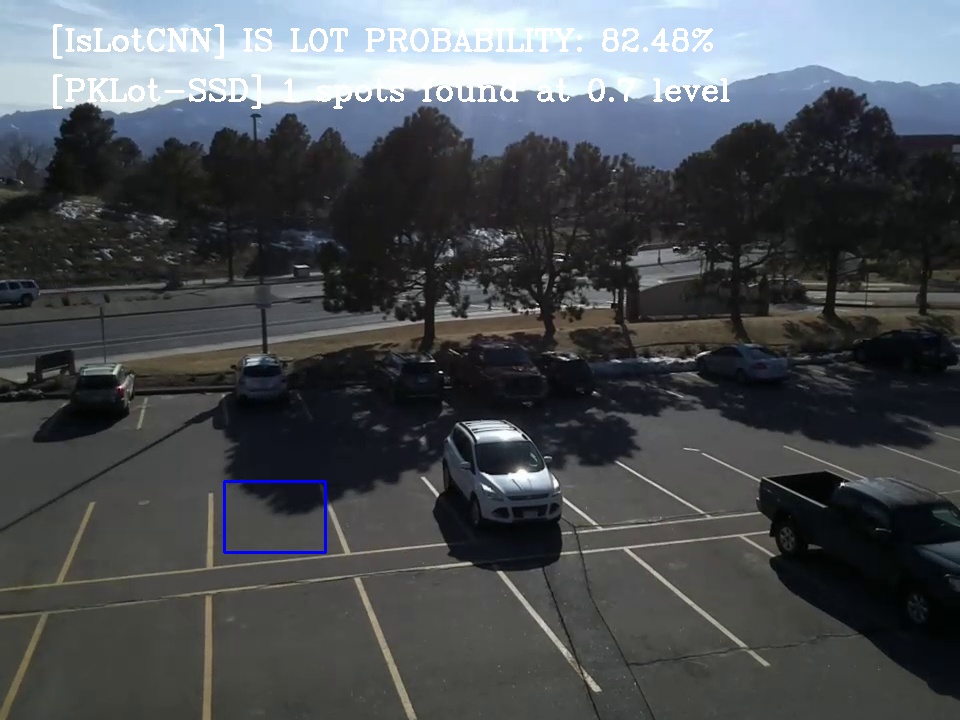 [IsLotCNN] IS LOT PROBABILITY: 82.48%
[PKLot-SSD] 1 spots found at 0.7 level